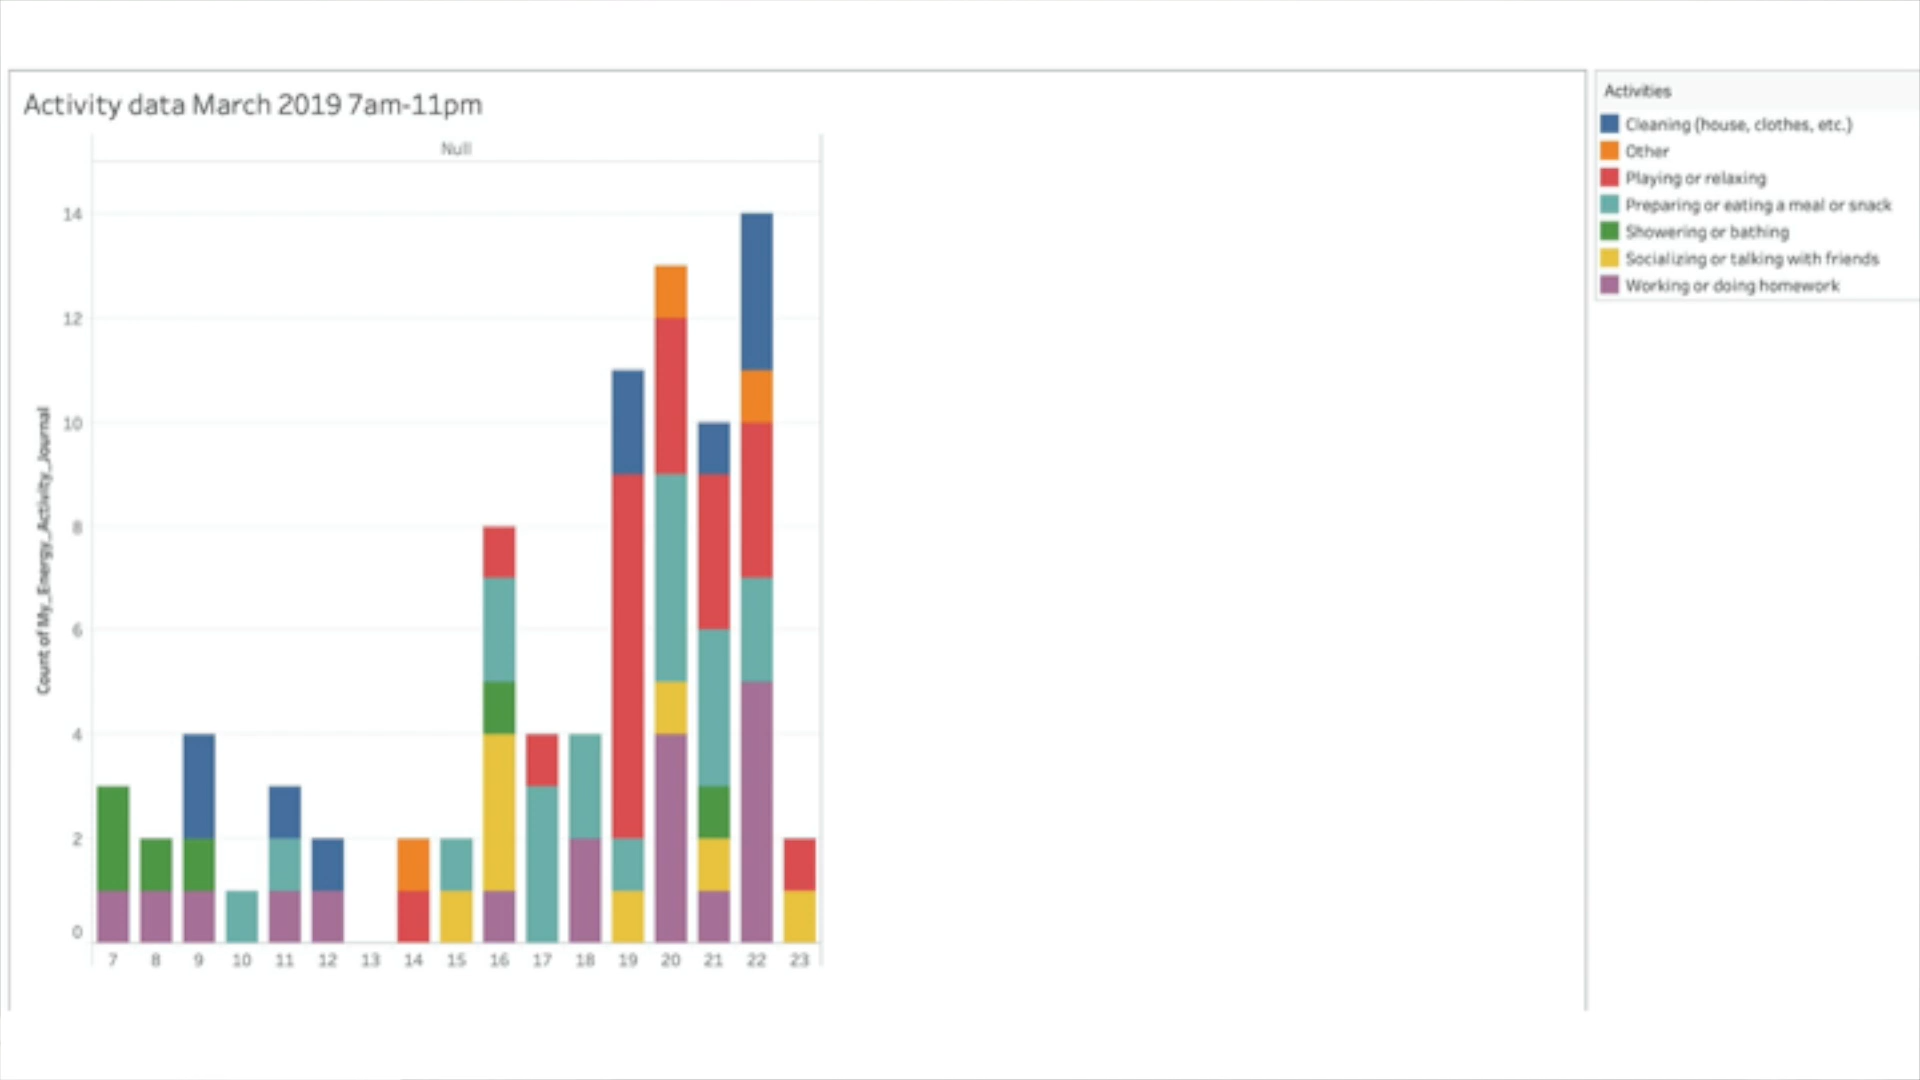 Activity data March 2019 7am-11pm
Null
14
12
10
8
6
4
2
0
Count of My_Energy_Activity_Journal
7 8 9 10 11 12 13 14 15 16 17 18 19 20 21 22 23
Activities
Cleaning (house, clothes, etc.)
Other
Playing or relaxing
Preparing or eating a meal or snack
Showering or bathing
Socializing or talking with friends
Working or doing homework